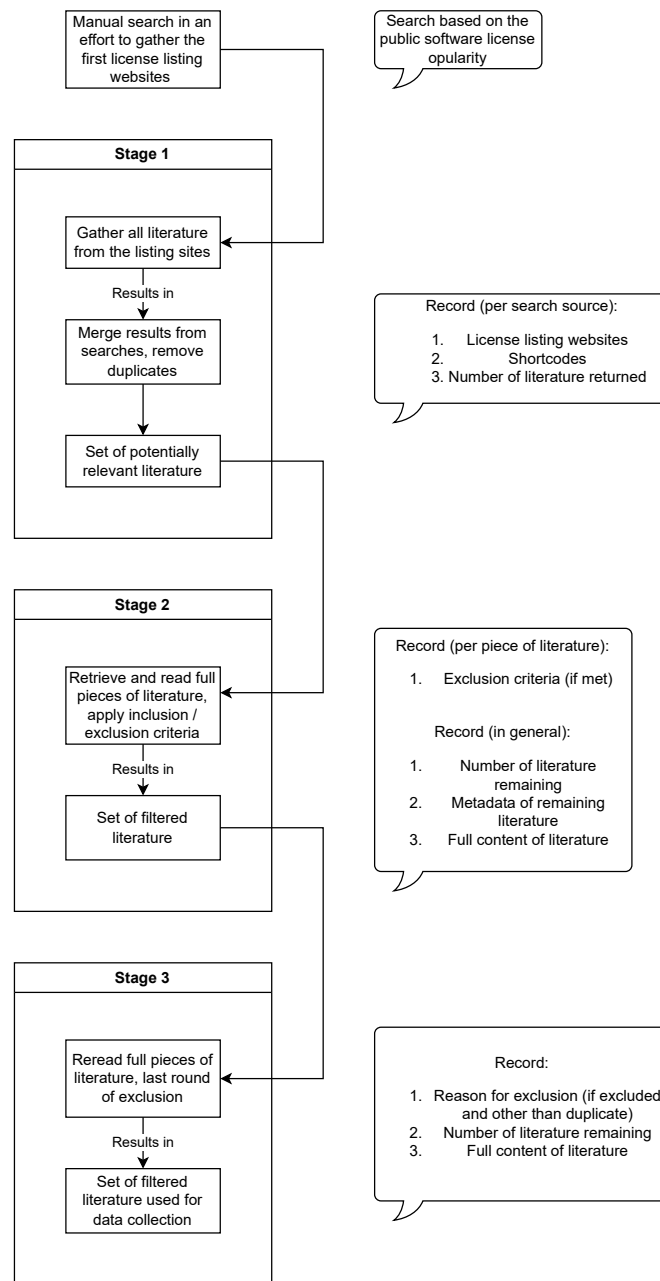 Manual search in an
effort to gather the
first license listing
websites
Search based on the
public software license
opularity
Stage 1
Gather all literature
from the listing sites
Results in
Merge results from
searches, remove
duplicates
Set of potentially
relevant literature
Record (per search source):
1. License listing websites
2. Shortcodes
3. Number of literature returned
Stage 2
Retrieve and read full
pieces of literature,
apply inclusion /
exclusion criteria
Results in
Set of filtered
literature
Record (per piece of literature):
1. Exclusion criteria (if met)
Record (in general):
1. Number of literature
remaining
2. Metadata of remaining
literature
3. Full content of literature
Stage 3
Reread full pieces of
literature, last round
of exclusion
Results in
Set of filtered
literature used for
data collection
Record:
1. Reason for exclusion (if excluded
and other than duplicate)
2. Number of literature remaining
3. Full content of literature